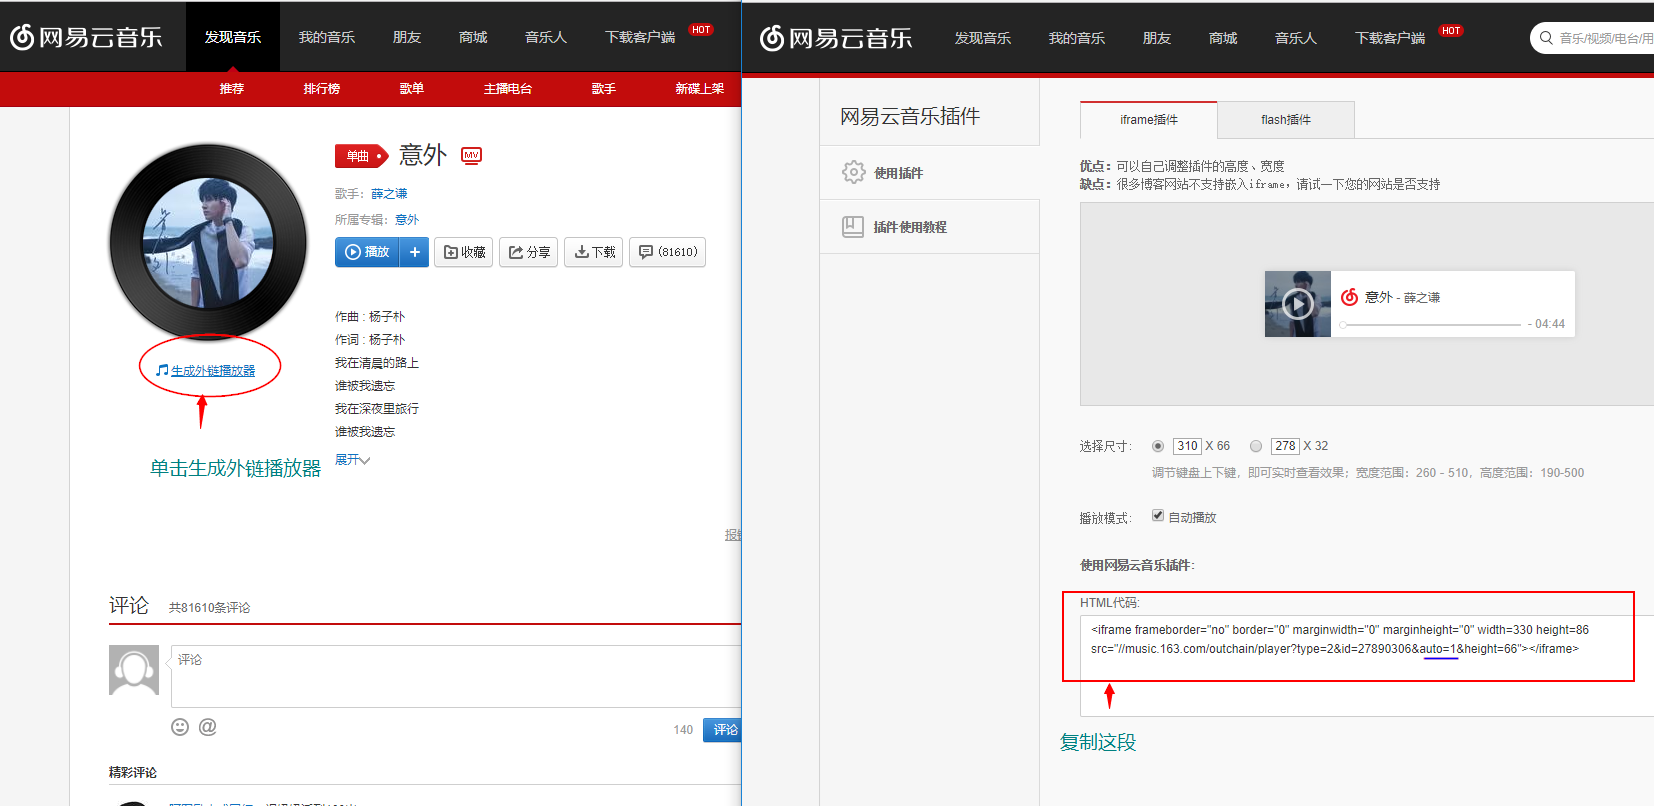 网易云音乐
发现音乐 我的音乐 朋友 商城 音乐人 下载客户端 HOT
推荐 排行榜 歌单 主播电台 歌手 新碟上架
单曲 意外 MV
歌手：薛之谦
所属专辑：意外
播放 + 收藏 分享 下载 (81610)
作曲 : 杨子朴
作词 : 杨子朴
我在清晨的路上
谁被我遗忘
我在深夜里旅行
谁被我遗忘
展开
生成外链播放器
单击生成外链播放器
评论 共81610条评论
评论
140 评论
精彩评论
网易云音乐
发现音乐 我的音乐 朋友 商城 音乐人 下载客户端 HOT
音乐/视频/电台/用
网易云音乐插件
使用插件
插件使用教程
iframe插件 flash插件
优点：可以自己调整插件的高度、宽度
缺点：很多博客网站不支持嵌入iframe，请试一下您的网站是否支持
意外 - 薛之谦
- 04:44
选择尺寸： 310 X 66 278 X 32
调节键盘上下键，即可实时查看效果；宽度范围：260 - 510，高度范围：190-500
播放模式： 自动播放
使用网易云音乐插件：
HTML代码:
<iframe frameborder="no" border="0" marginwidth="0" marginheight="0" width=330 height=86
src="//music.163.com/outchain/player?type=2&id=27890306&auto=1&height=66"></iframe>
复制这段